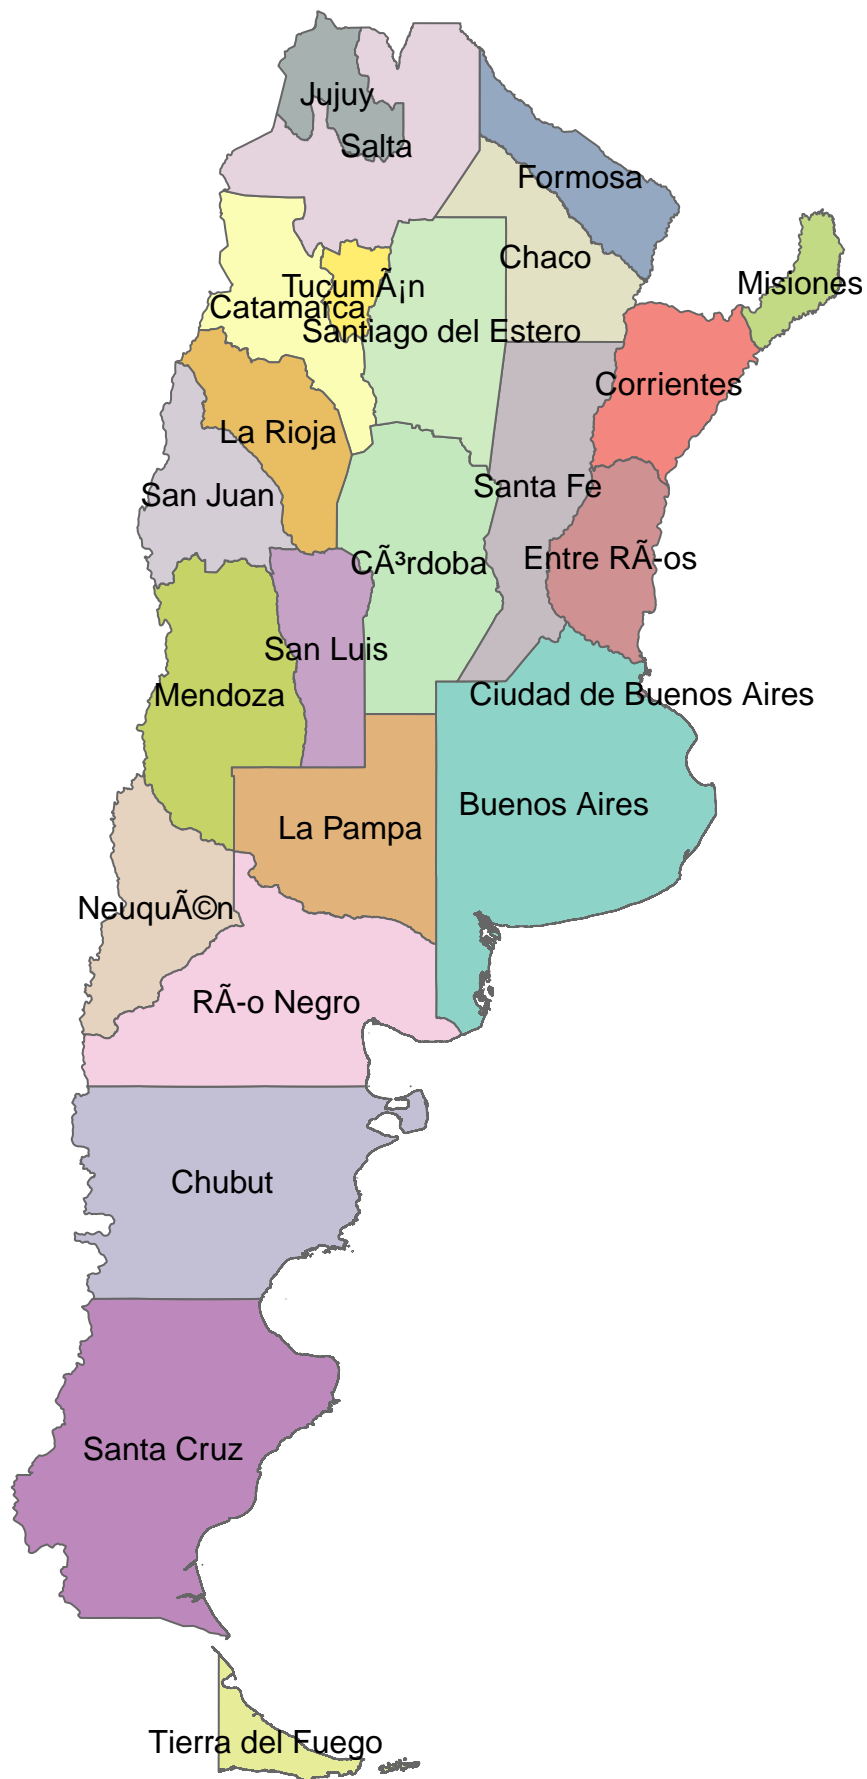 Jujuy
Salta
Formosa
Chaco
Misiones
TucumÃ¡n
Catamarca
Santiago del Estero
Corrientes
La Rioja
Santa Fe
San Juan
CÃ³rdoba
Entre RÃ-os
San Luis
Mendoza
Ciudad de Buenos Aires
Buenos Aires
La Pampa
NeuquÃ©n
RÃ-o Negro
Chubut
Santa Cruz
Tierra del Fuego